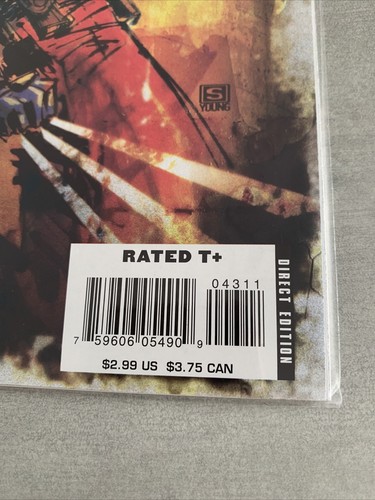 S
YOUNG
RATED T+
04311
7 59606 05490 9
$2.99 US $3.75 CAN
DIRECT EDITION